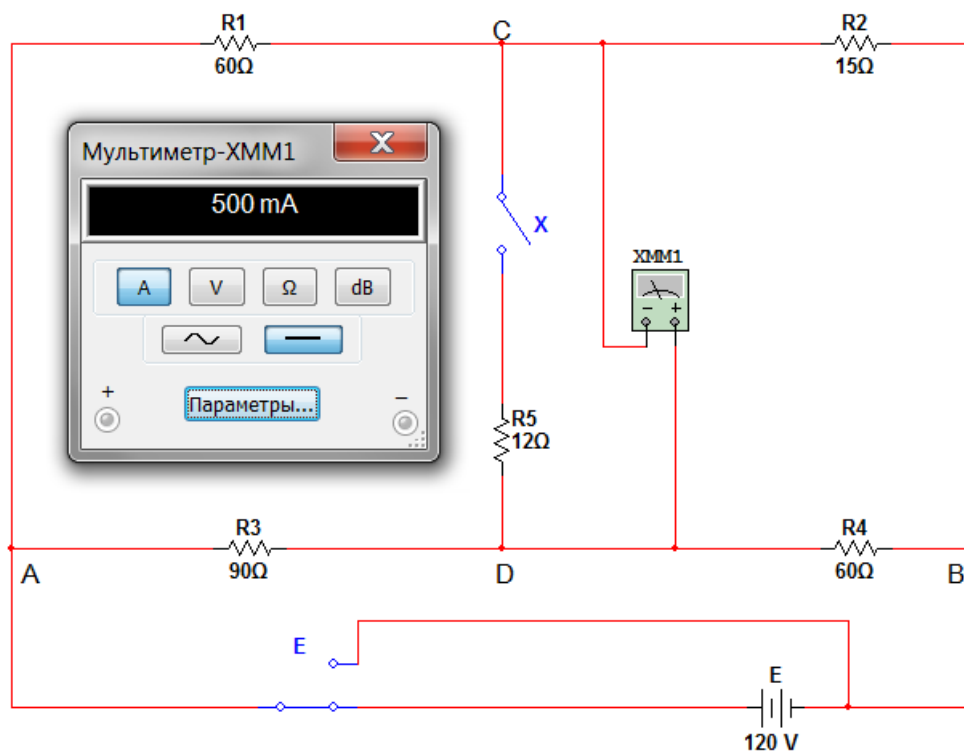 R1
60Ω
C
R2
15Ω
Мультиметр-XMM1
X
500 mA
A
V
Ω
dB
+
−
Параметры...
X
XMM1
− +
R5
12Ω
R3
90Ω
A
D
R4
60Ω
B
E
E
120 V